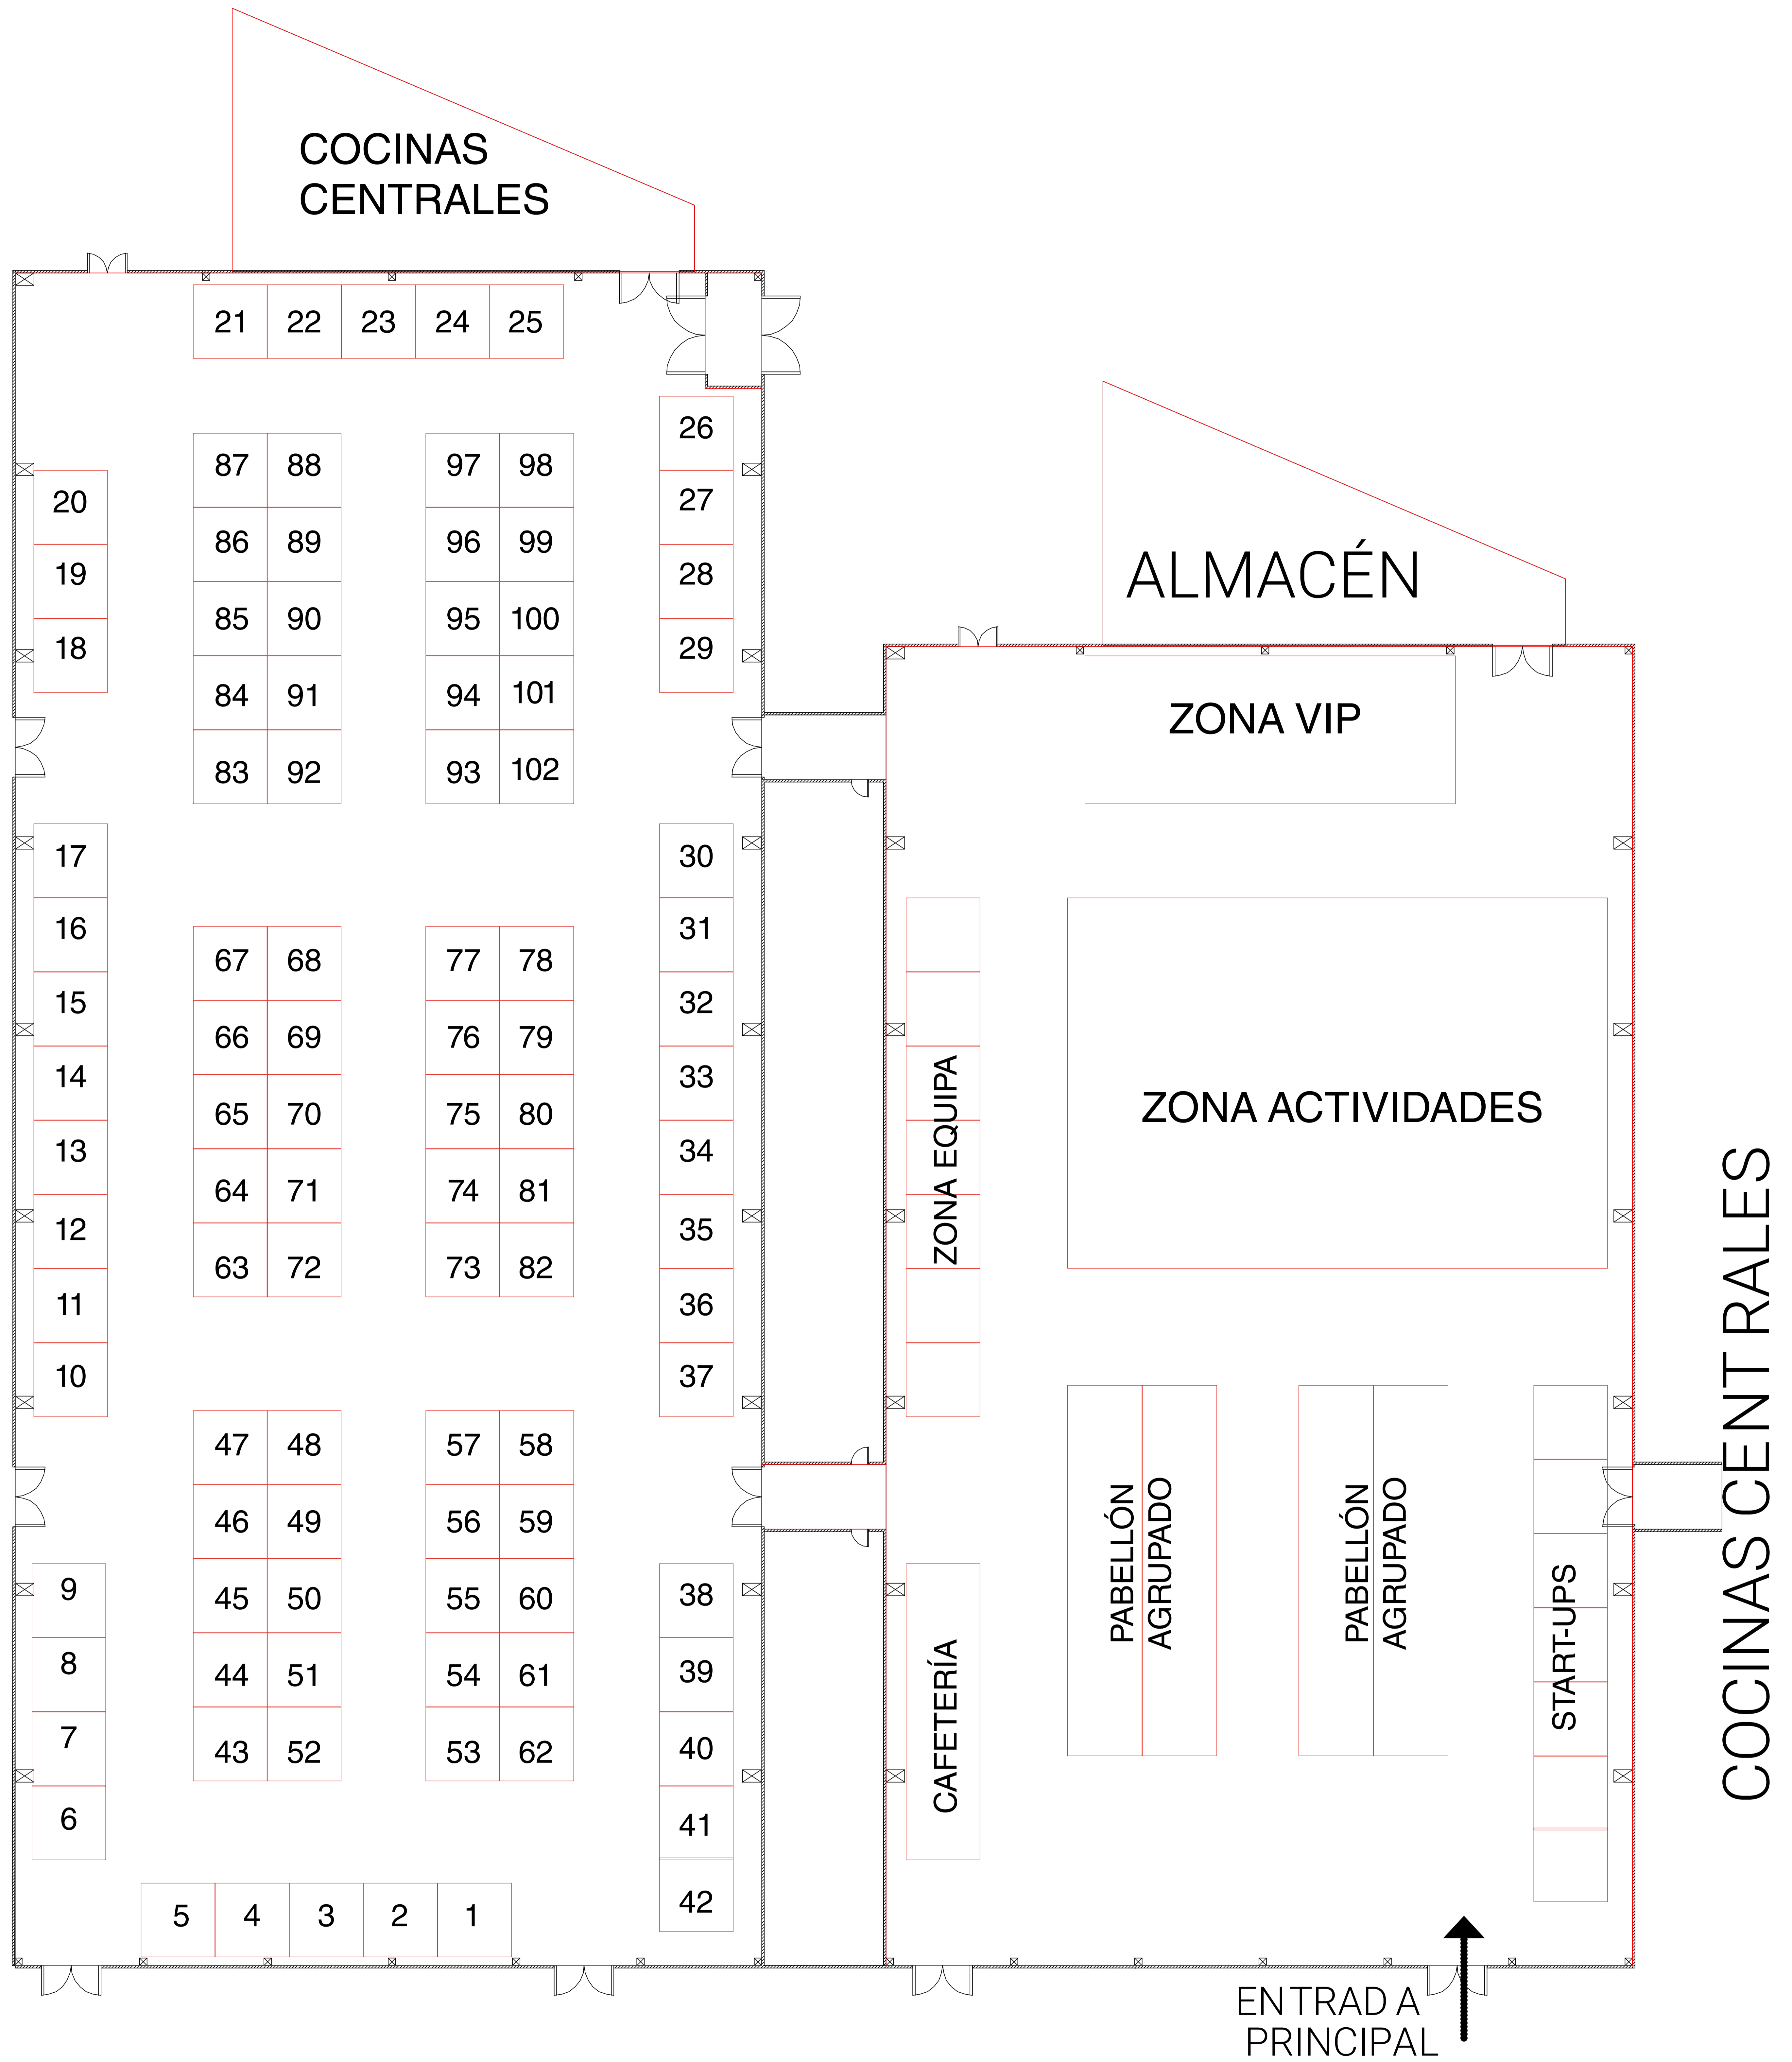 COCINAS
CENTRALES
21 22 23 24 25
26
87 88 97 98
20 27
86 89 96 99
19 28
85 90 95 100
18 29
84 91 94 101
83 92 93 102
17 30
16 31
67 68 77 78
15 32
66 69 76 79
14 33
65 70 75 80
13 34
64 71 74 81
12 35
63 72 73 82
11 36
10 37
47 48 57 58
46 49 56 59
9 38
45 50 55 60
8 39
44 51 54 61
7 40
43 52 53 62
6 41
42
5 4 3 2 1
ALMACÉN
ZONA VIP
ZONA EQUIPA
ZONA ACTIVIDADES
CAFETERÍA
PABELLÓN
AGRUPADO
PABELLÓN
AGRUPADO
START-UPS
COCINAS CENT RALES
ENTRAD A
PRINCIPAL